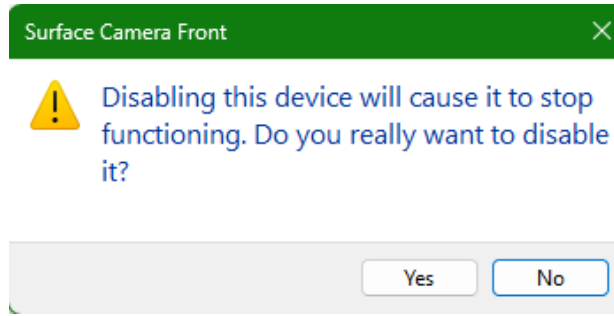 Surface Camera Front
Disabling this device will cause it to stop
functioning. Do you really want to disable
it?
Yes No